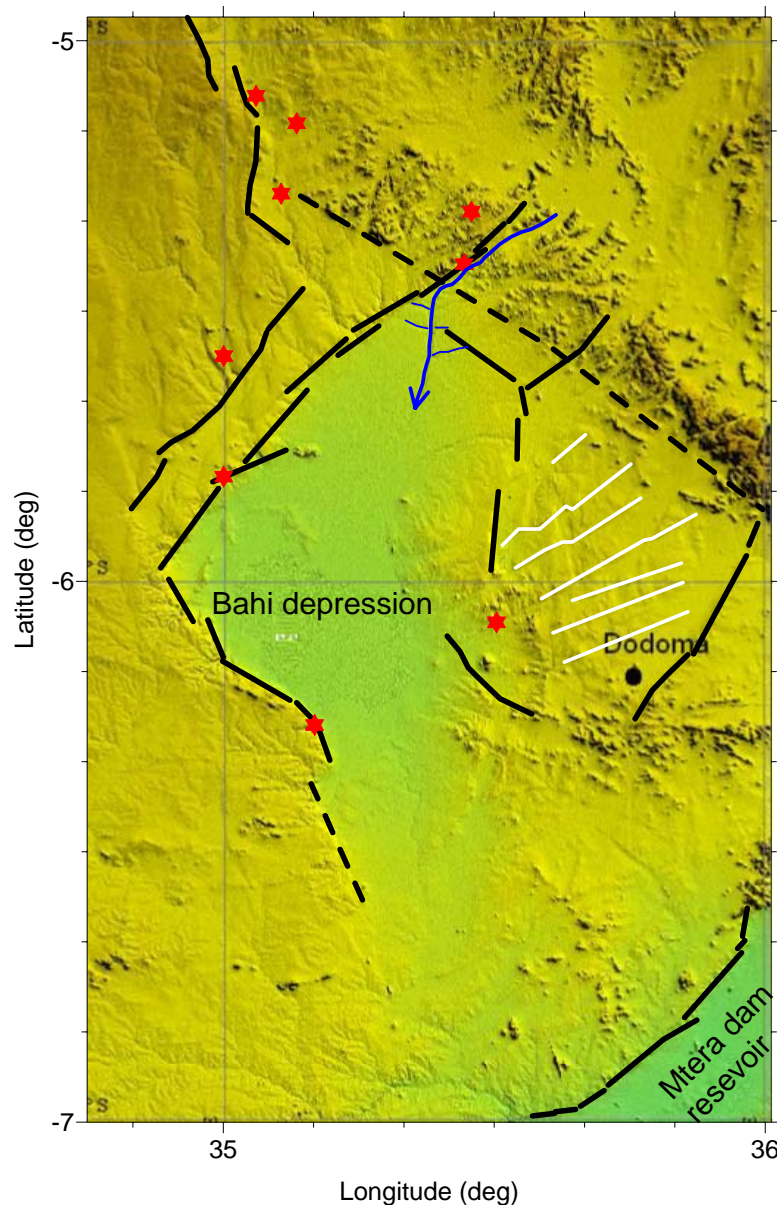 -5
Latitude (deg)
-6
Bahi depression
Dodoma
Mtera dam
resevoir
-7
35
36
Longitude (deg)